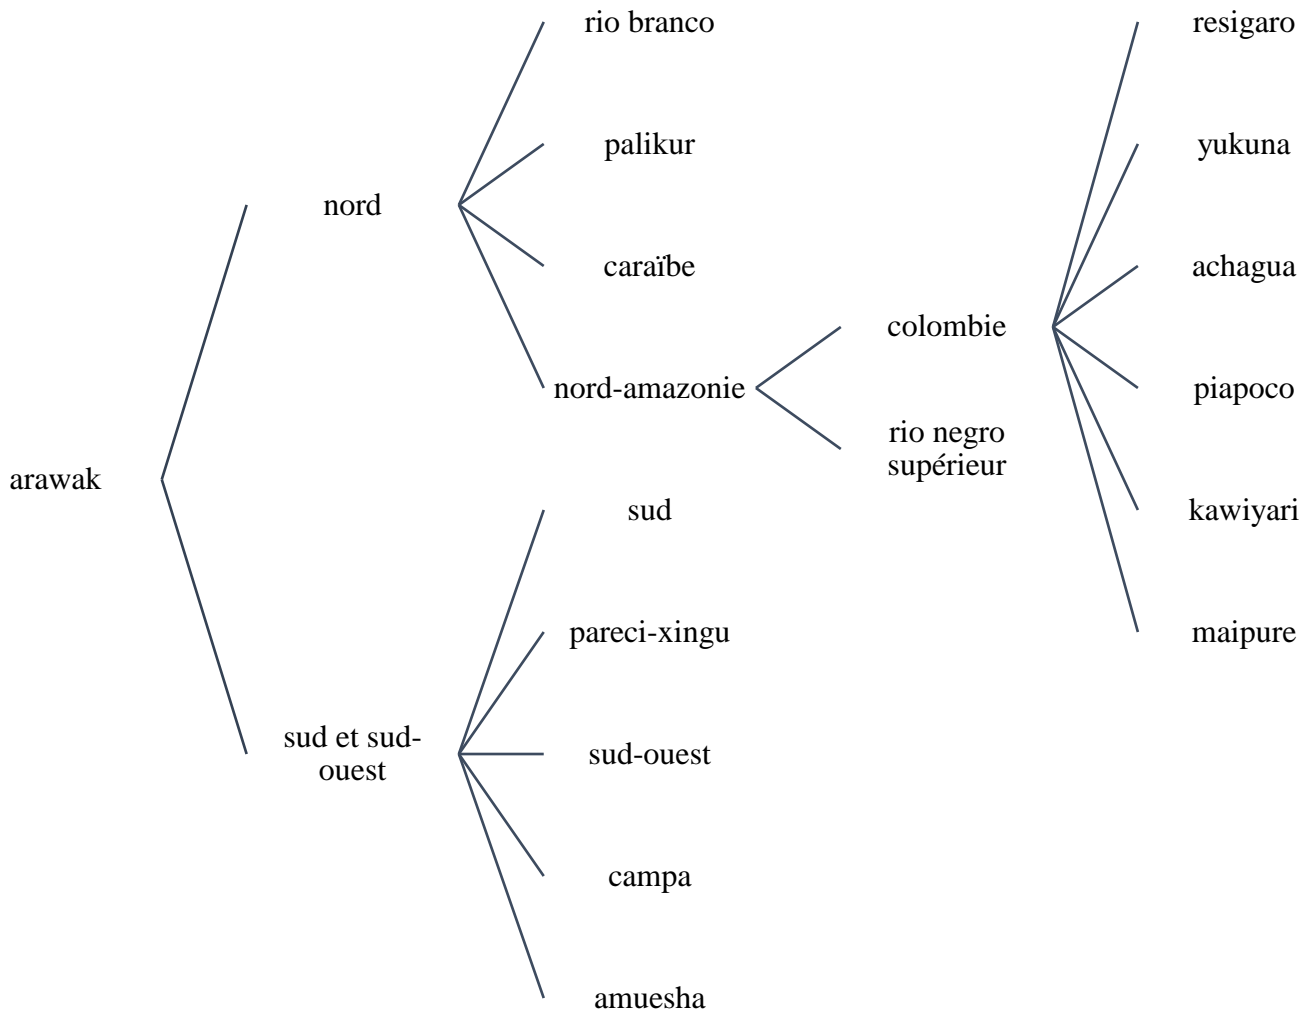 arawak
nord
rio branco
palikur
caraïbe
nord-amazonie
colombie
resigaro
yukuna
achagua
piapoco
kawiyari
maipure
rio negro
supérieur
sud et sud-
ouest
sud
pareci-xingu
sud-ouest
campa
amuesha